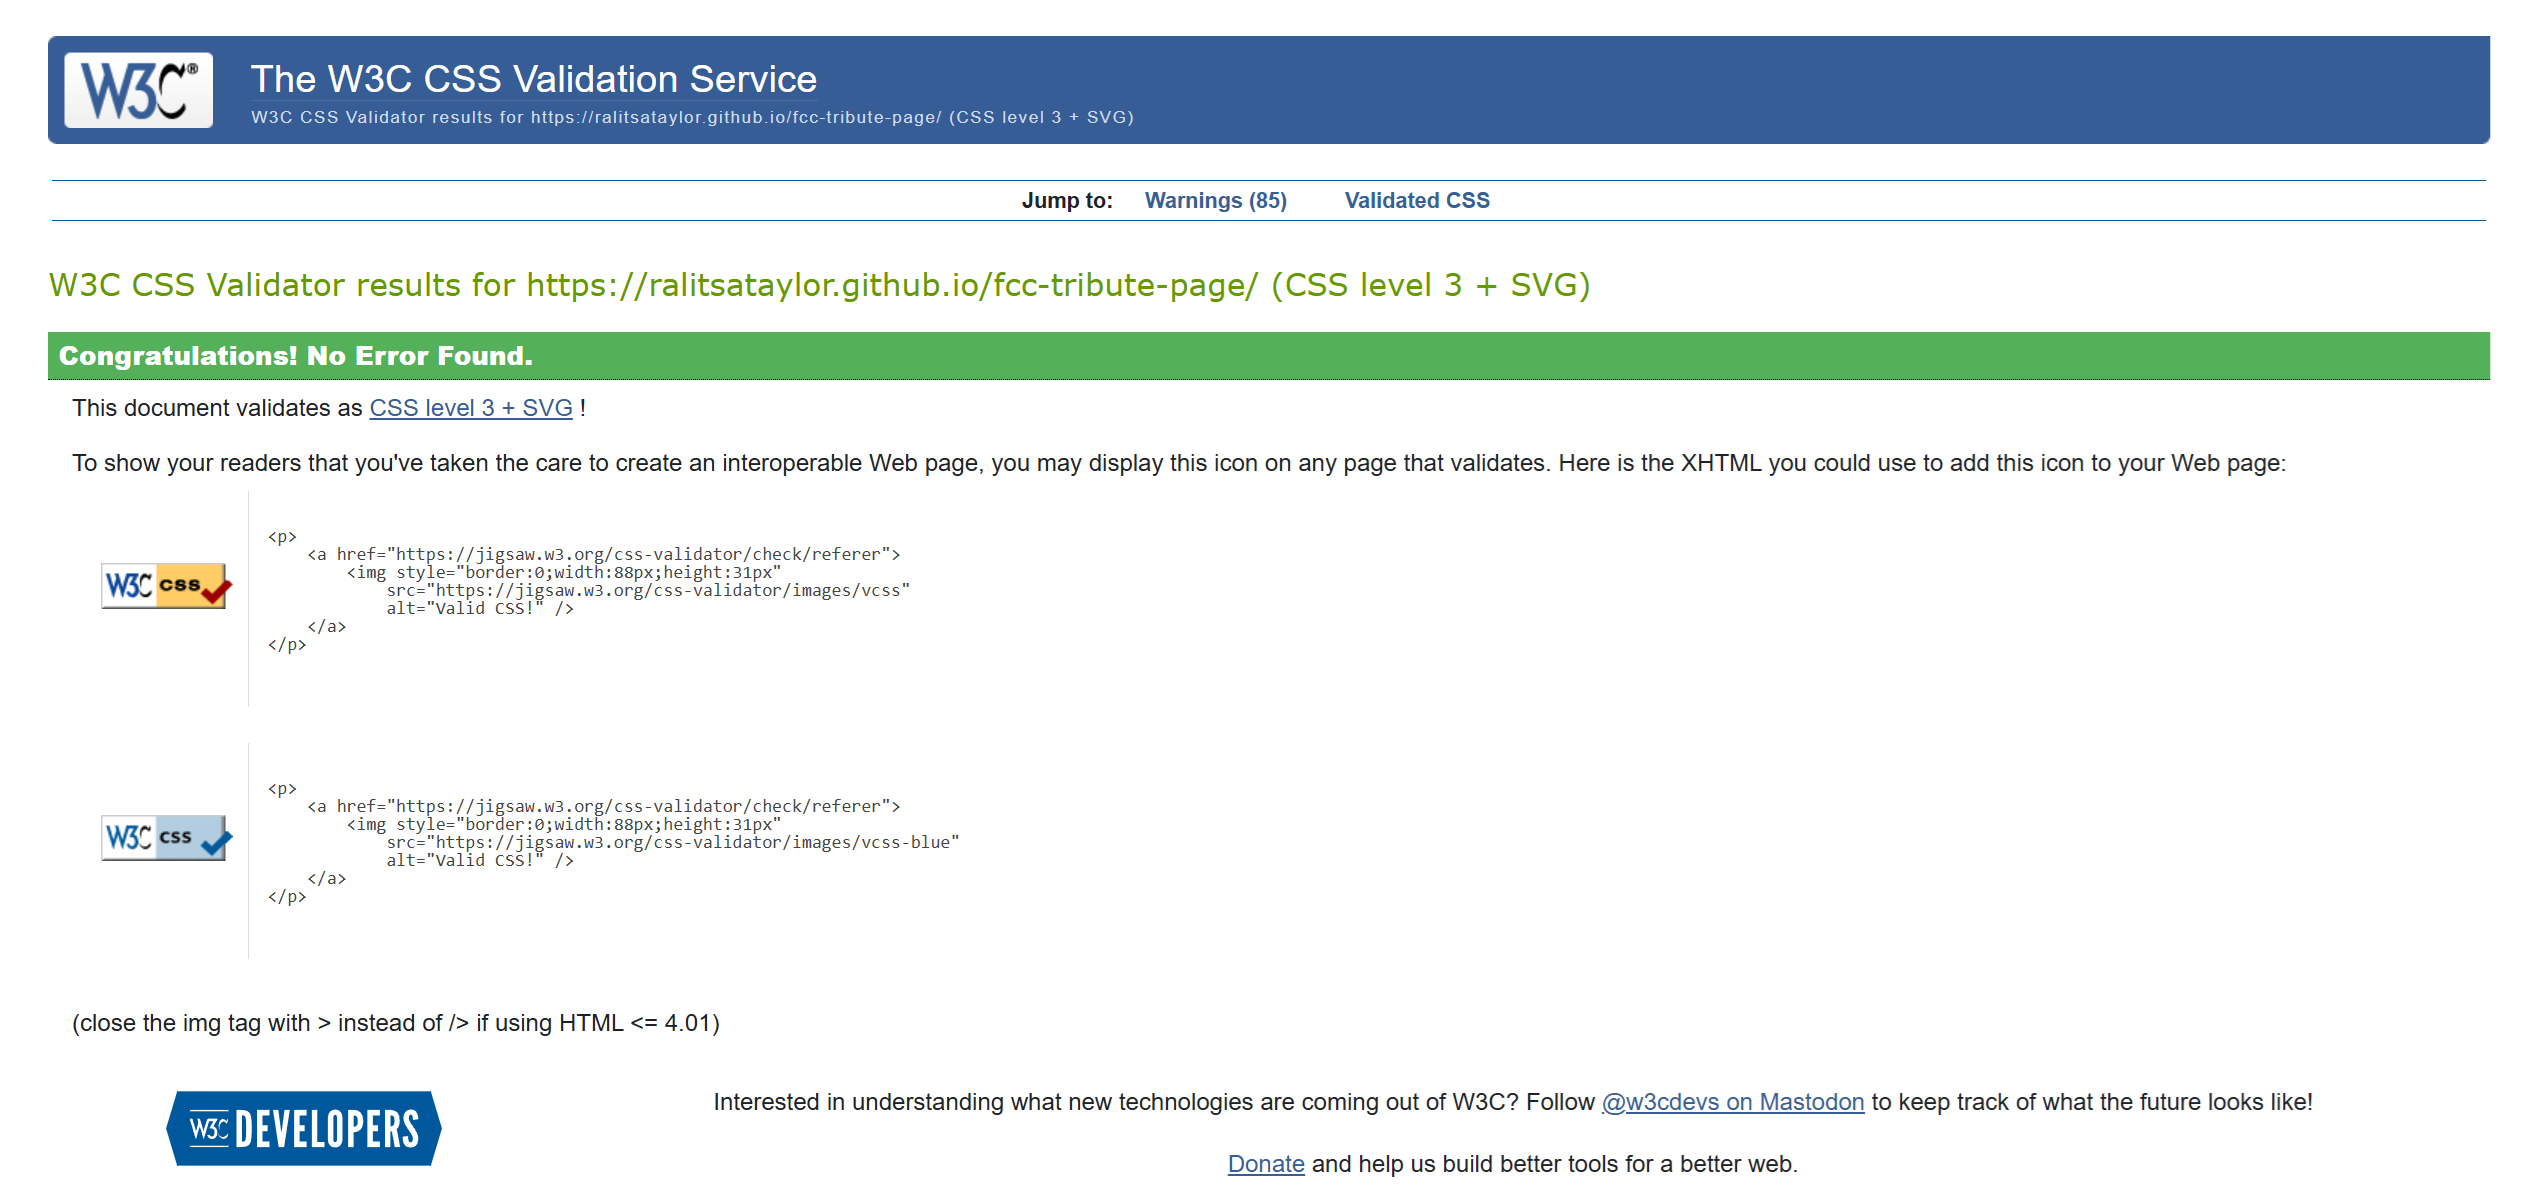 W3C®
The W3C CSS Validation Service
W3C CSS Validator results for https://ralitsataylor.github.io/fcc-tribute-page/ (CSS level 3 + SVG)
Jump to: Warnings (85) Validated CSS
W3C CSS Validator results for https://ralitsataylor.github.io/fcc-tribute-page/ (CSS level 3 + SVG)
Congratulations! No Error Found.
This document validates as CSS level 3 + SVG !
To show your readers that you've taken the care to create an interoperable Web page, you may display this icon on any page that validates. Here is the XHTML you could use to add this icon to your Web page:
<p>
<a href="https://jigsaw.w3.org/css-validator/check/referer">
<img style="border:0;width:88px;height:31px"
W3C css
src="https://jigsaw.w3.org/css-validator/images/vcss"
alt="Valid CSS!" />
</a>
</p>
<p>
<a href="https://jigsaw.w3.org/css-validator/check/referer">
<img style="border:0;width:88px;height:31px"
W3C css
src="https://jigsaw.w3.org/css-validator/images/vcss-blue"
alt="Valid CSS!" />
</a>
</p>
(close the img tag with > instead of /> if using HTML <= 4.01)
W3C DEVELOPERS
Interested in understanding what new technologies are coming out of W3C? Follow @w3cdevs on Mastodon to keep track of what the future looks like!
Donate and help us build better tools for a better web.